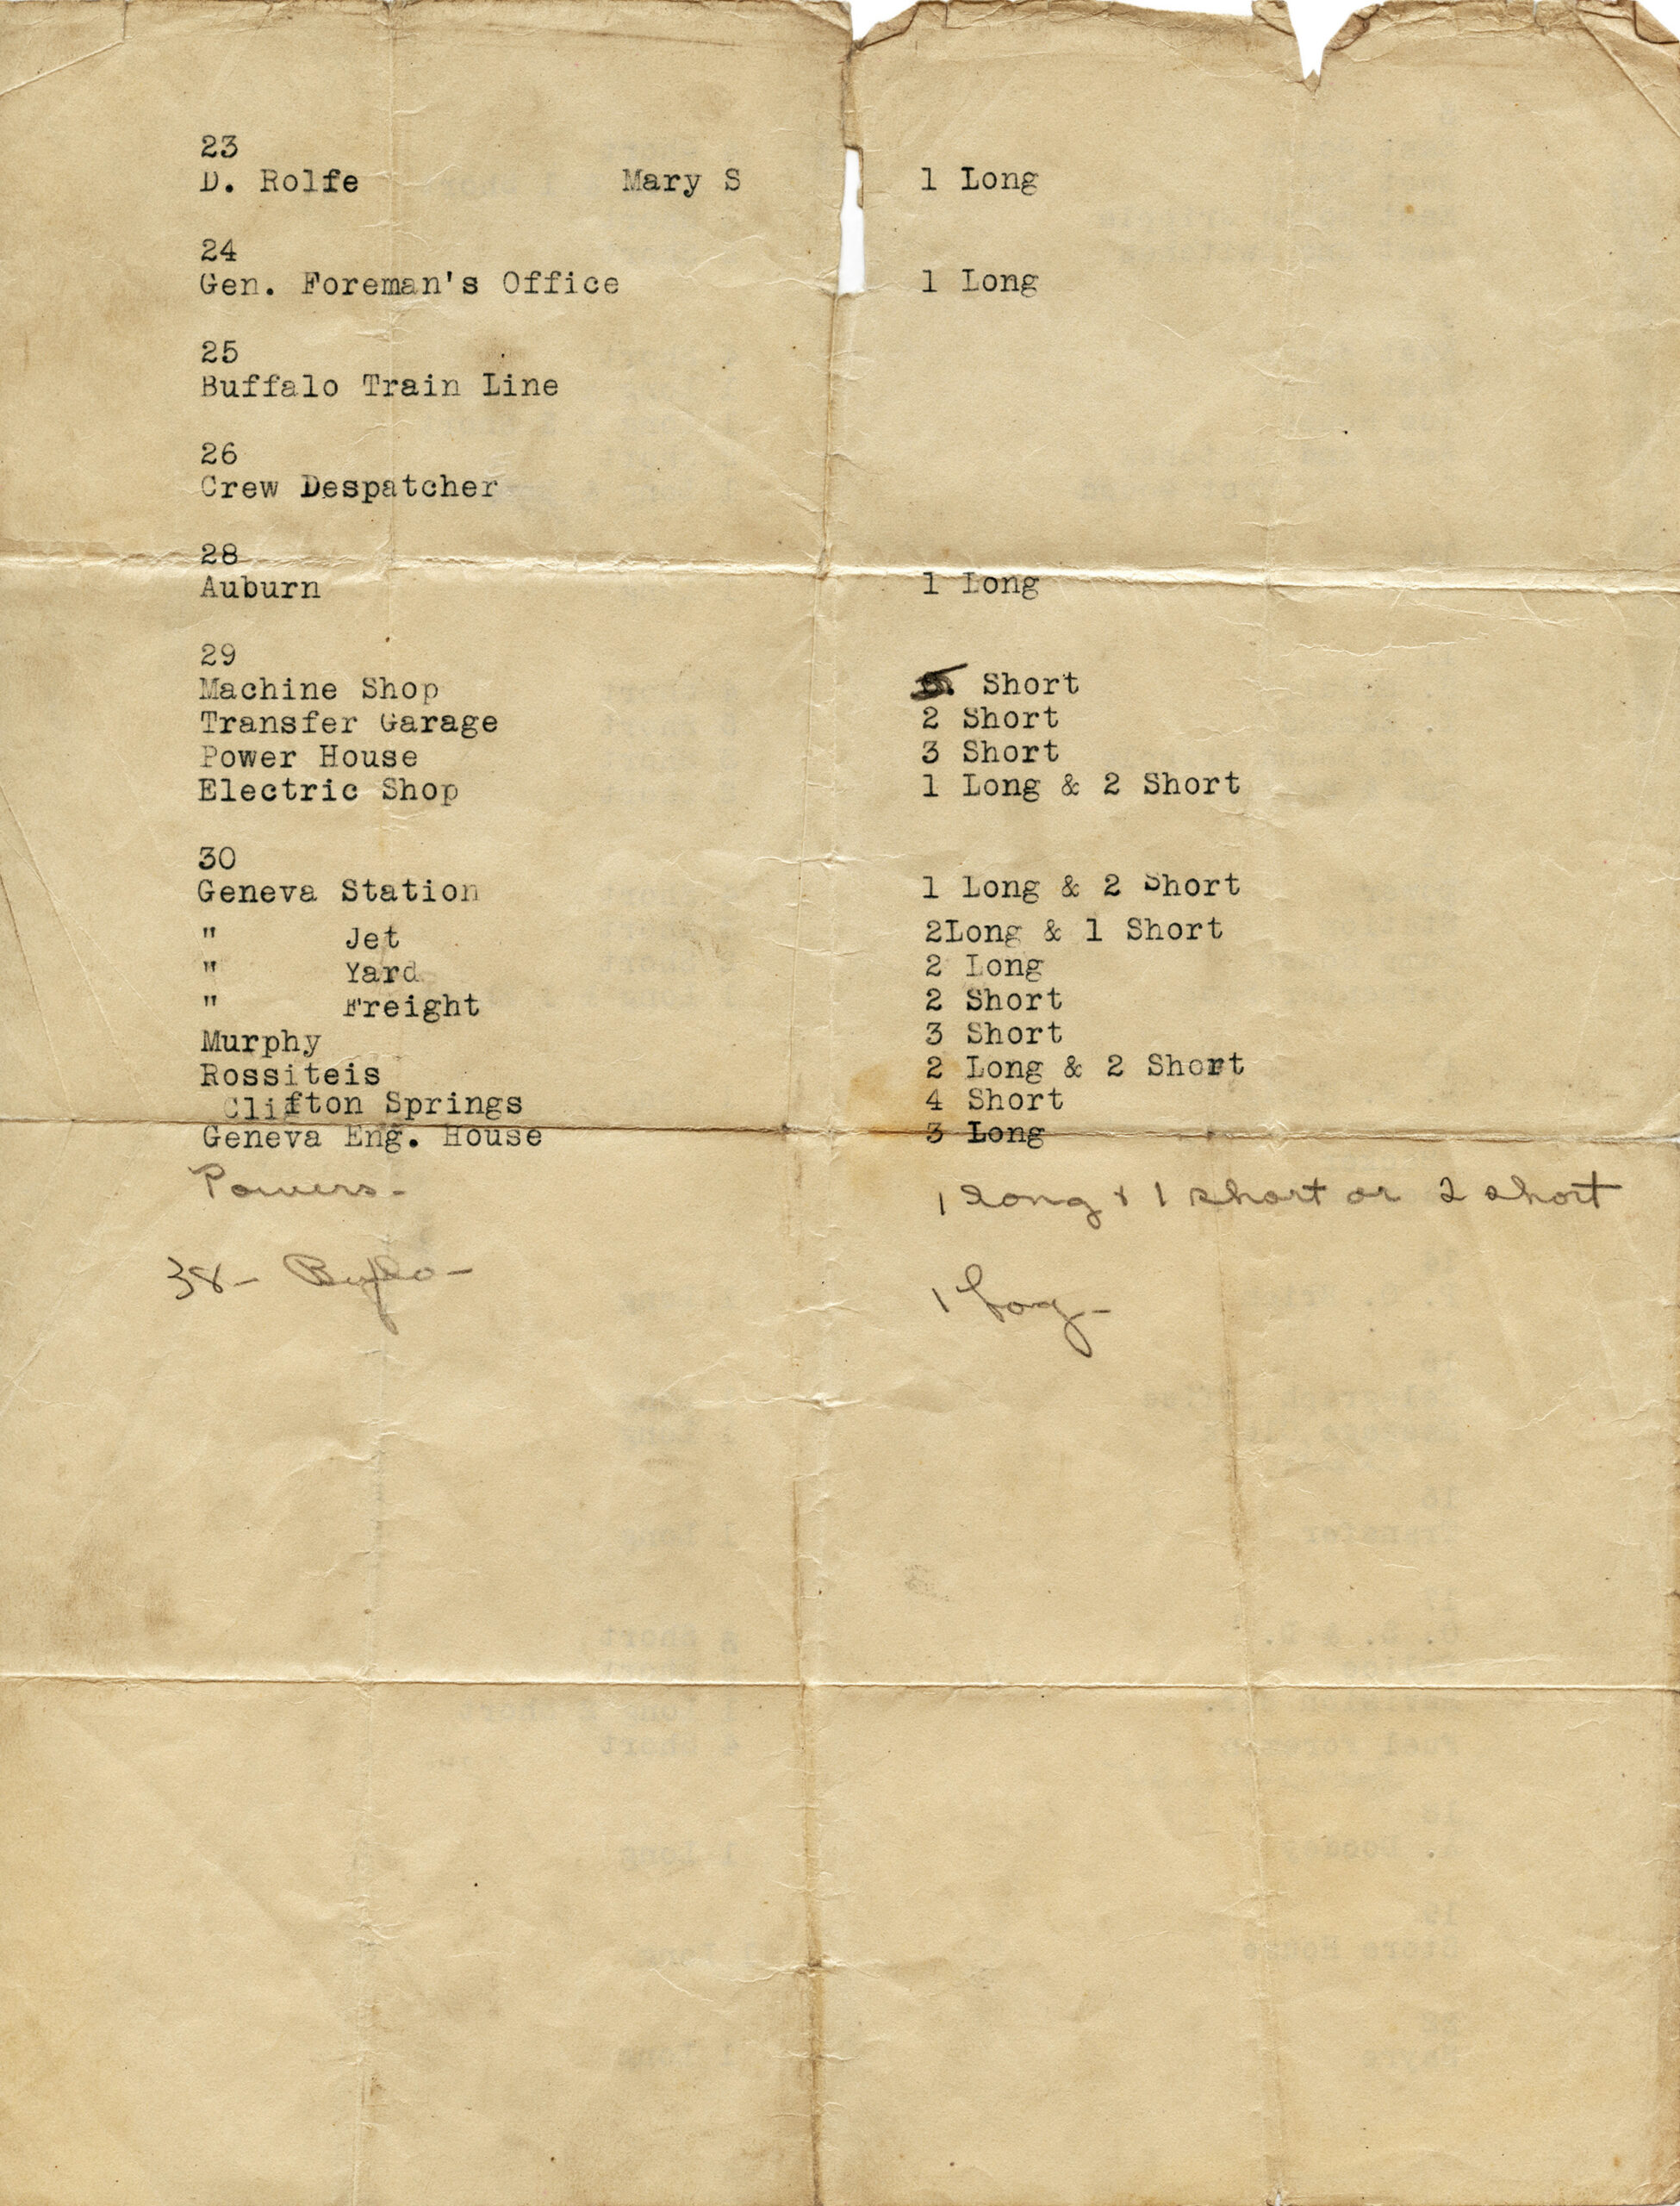 23
D. Rolfe Mary S 1 Long
24
Gen. Foreman's Office 1 Long
25
Buffalo Train Line
26
Crew Despatcher
28
Auburn 1 Long
29
Machine Shop Short
Transfer Garage 2 Short
Power House 3 Short
Electric Shop 1 Long & 2 Short
30
Geneva Station 1 Long & 2 Short
" Jet 2Long & 1 Short
" Yard 2 Long
" Freight 2 Short
Murphy 3 Short
Rossiteis 2 Long & 2 Short
Clifton Springs 4 Short
Geneva Eng. House 3 Long
Powers- 1 long & 1 short or 2 short
38- 1 long-